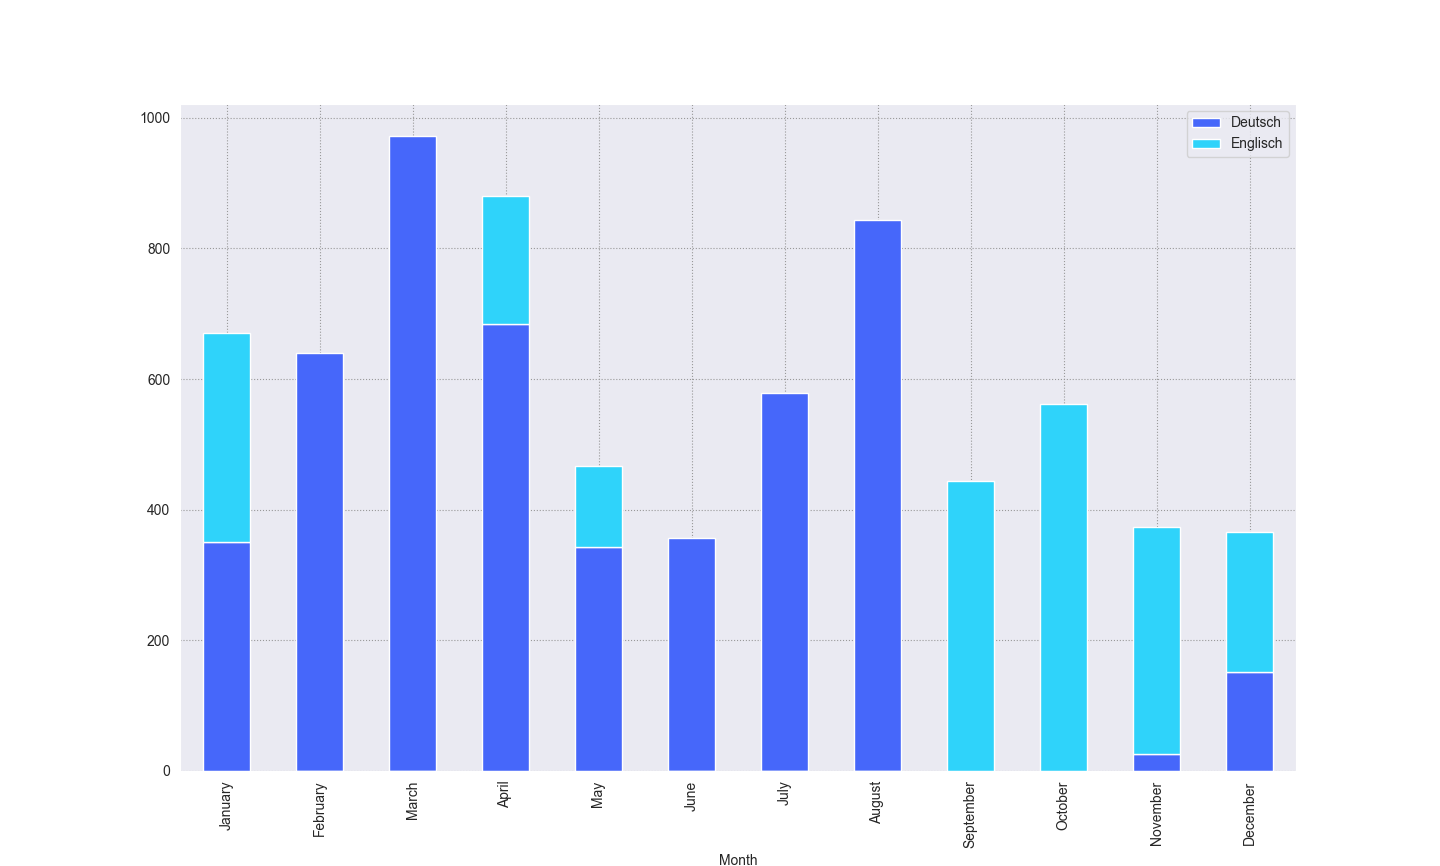 1000
800
600
400
200
0
Deutsch
Englisch
January
February
March
April
May
June
July
August
September
October
November
December
Month